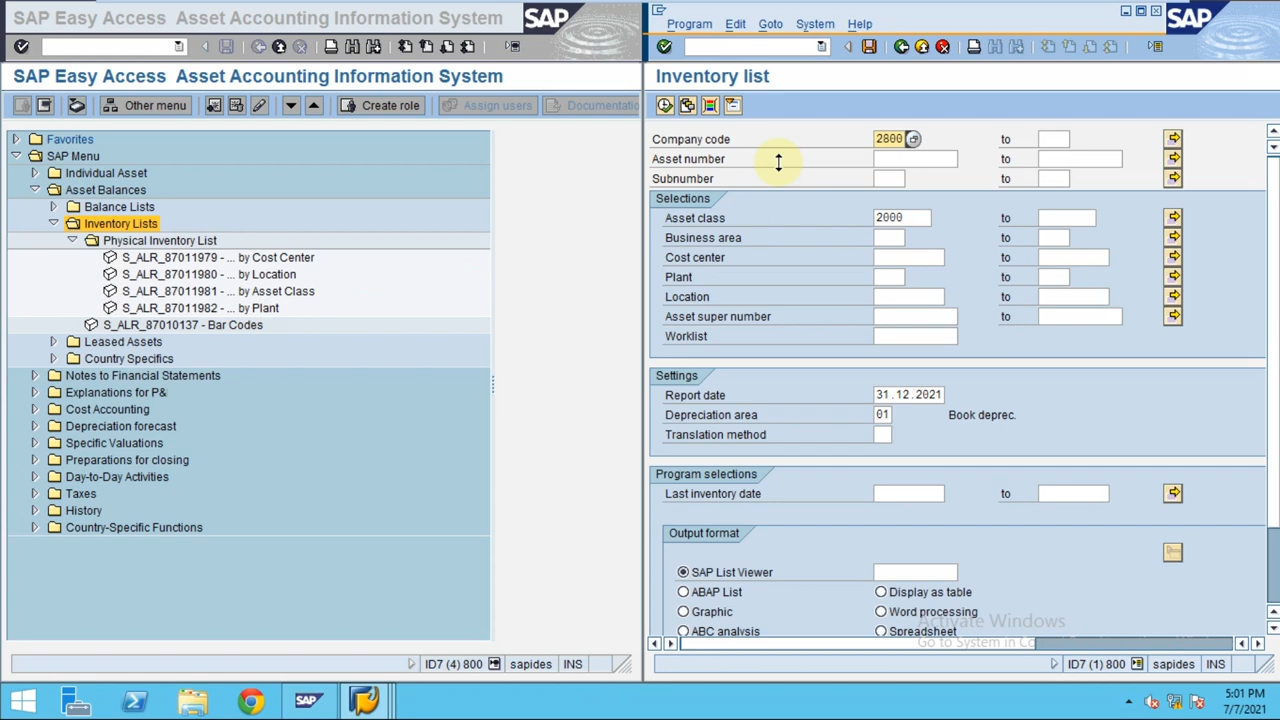 SAP Easy Access Asset Accounting Information System
SAP
SAP Easy Access Asset Accounting Information System
Other menu
Create role
Assign users
Documentatio
Favorites
SAP Menu
Individual Asset
Asset Balances
Balance Lists
Inventory Lists
Physical Inventory List
S_ALR_87011979 - ... by Cost Center
S_ALR_87011980 - ... by Location
S_ALR_87011981 - ... by Asset Class
S_ALR_87011982 - ... by Plant
S_ALR_87010137 - Bar Codes
Leased Assets
Country Specifics
Notes to Financial Statements
Explanations for P&
Cost Accounting
Depreciation forecast
Specific Valuations
Preparations for closing
Day-to-Day Activities
Taxes
History
Country-Specific Functions
ID7 (4) 800
sapides
INS
Program Edit Goto System Help
SAP
Inventory list
Company code 2800 to
Asset number to
Subnumber to
Selections
Asset class 2000 to
Business area to
Cost center to
Plant to
Location to
Asset super number to
Worklist
Settings
Report date 31.12.2021
Depreciation area 01 Book deprec.
Translation method
Program selections
Last inventory date to
Output format
SAP List Viewer
ABAP List Display as table
Graphic Word processing
ABC analysis Spreadsheet
Activate Windows
Go to System in Co
ID7 (1) 800
sapides
INS
SAP
5:01 PM
7/7/2021